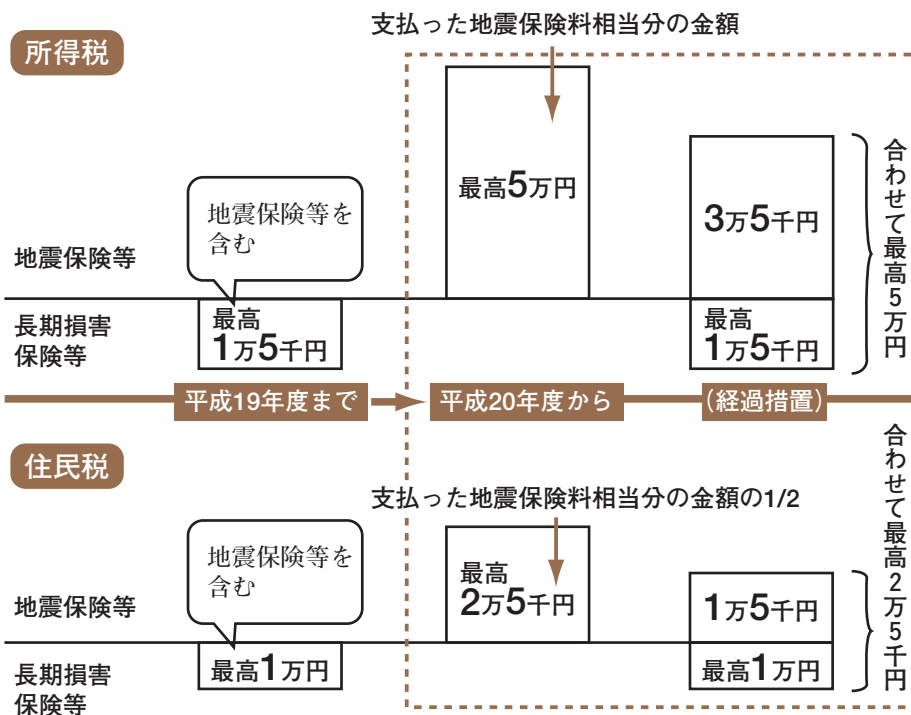 支払った地震保険料相当分の金額
所得税
地震保険等を
含む
最高5万円
3万5千円
合わせて最高5万円
地震保険等
長期損害
保険等
最高
1万5千円
最高
1万5千円
平成19年度まで
平成20年度から
(経過措置)
住民税
支払った地震保険料相当分の金額の1/2
地震保険等を
含む
最高
2万5千円
1万5千円
合わせて最高2万5千円
地震保険等
長期損害
保険等
最高1万円
最高1万円